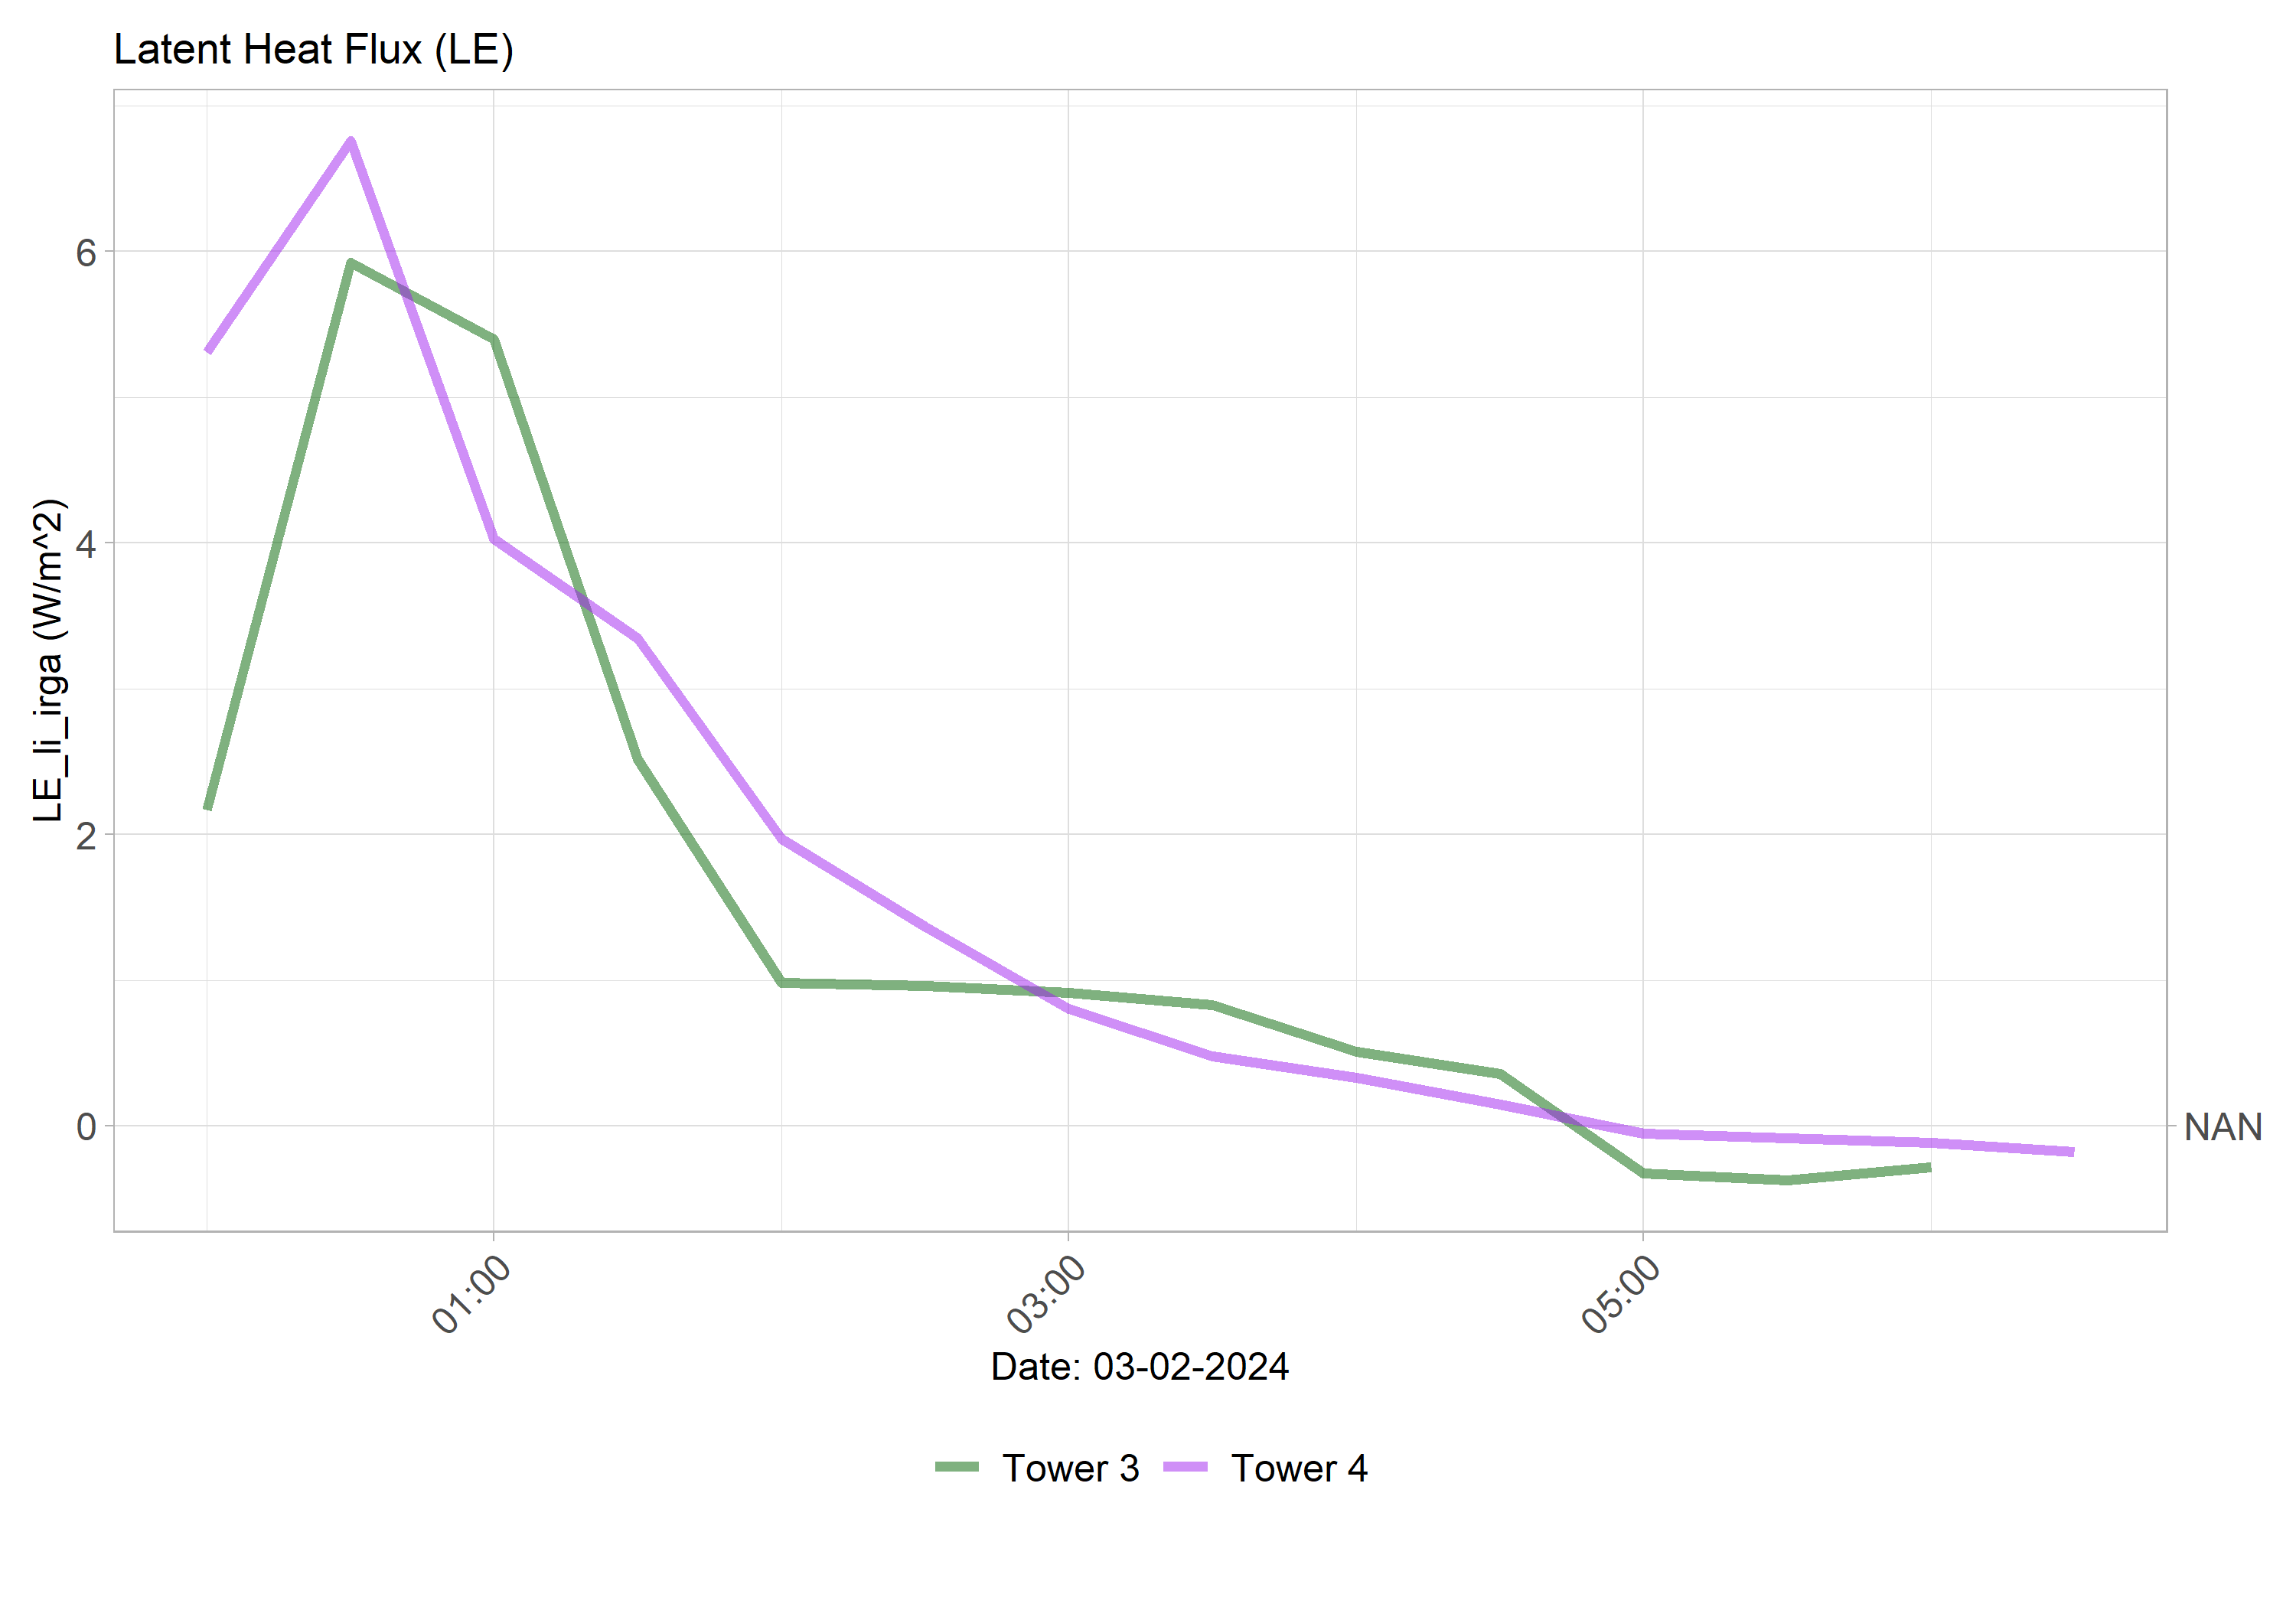 Latent Heat Flux (LE)
LE_li_irga (W/m^2)
6
4
2
0
NAN
01:00
03:00
05:00
Date: 03-02-2024
Tower 3
Tower 4